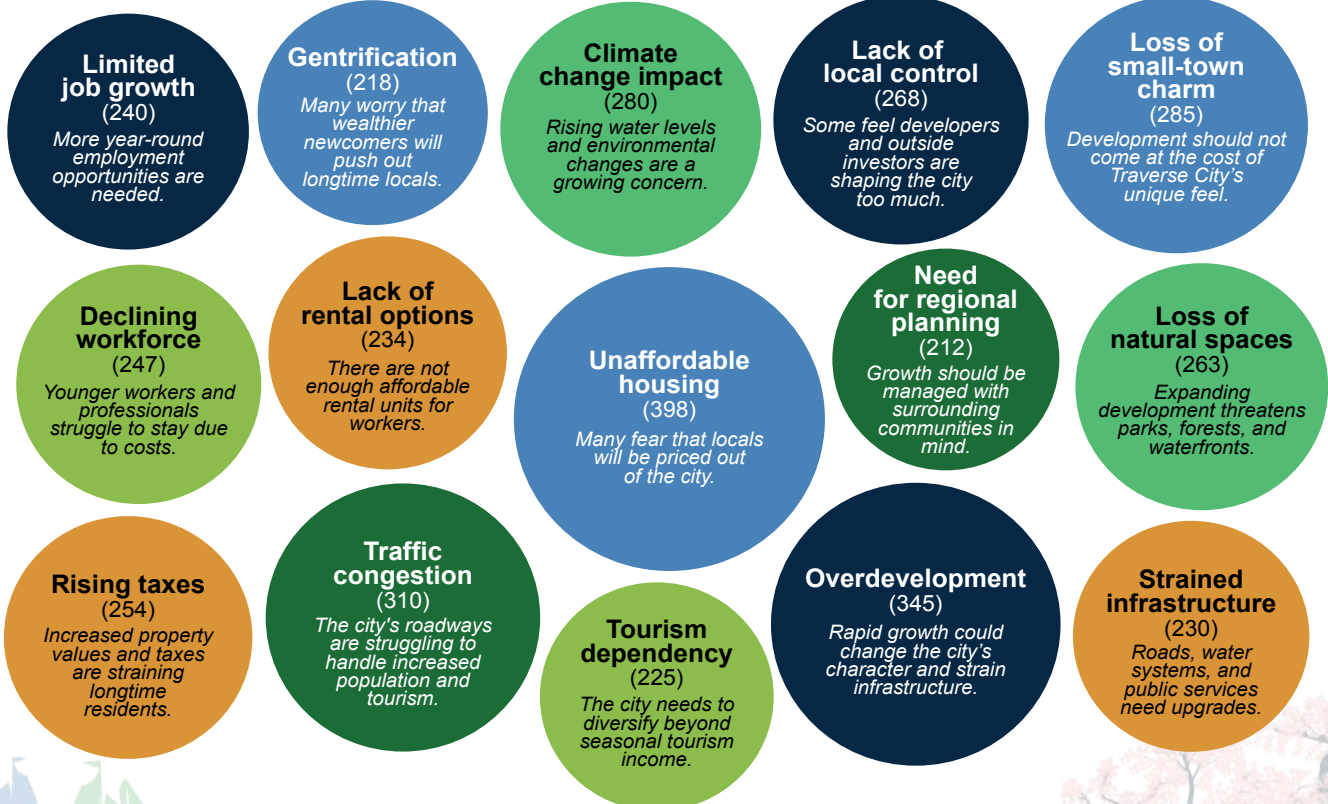 Limited
job growth
(240)
More year-round
employment
opportunities are
needed.
Gentrification
(218)
Many worry that
wealthier
newcomers will
push out
longtime locals.
Climate
change impact
(280)
Rising water levels
and environmental
changes are a
growing concern.
Lack of
local control
(268)
Some feel developers
and outside
investors are
shaping the city
too much.
Loss of
small-town
charm
(285)
Development should not
come at the cost of
Traverse City's
unique feel.
Declining
workforce
(247)
Younger workers and
professionals
struggle to stay due
to costs.
Lack of
rental options
(234)
There are not
enough affordable
rental units for
workers.
Unaffordable
housing
(398)
Many fear that locals
will be priced out
of the city.
Need
for regional
planning
(212)
Growth should be
managed with
surrounding
communities in
mind.
Loss of
natural spaces
(263)
Expanding
development threatens
parks, forests, and
waterfronts.
Rising taxes
(254)
Increased property
values and taxes
are straining
longtime
residents.
Traffic
congestion
(310)
The city's roadways
are struggling to
handle increased
population and
tourism.
Tourism
dependency
(225)
The city needs to
diversify beyond
seasonal tourism
income.
Overdevelopment
(345)
Rapid growth could
change the city's
character and strain
infrastructure.
Strained
infrastructure
(230)
Roads, water
systems, and
public services
need upgrades.